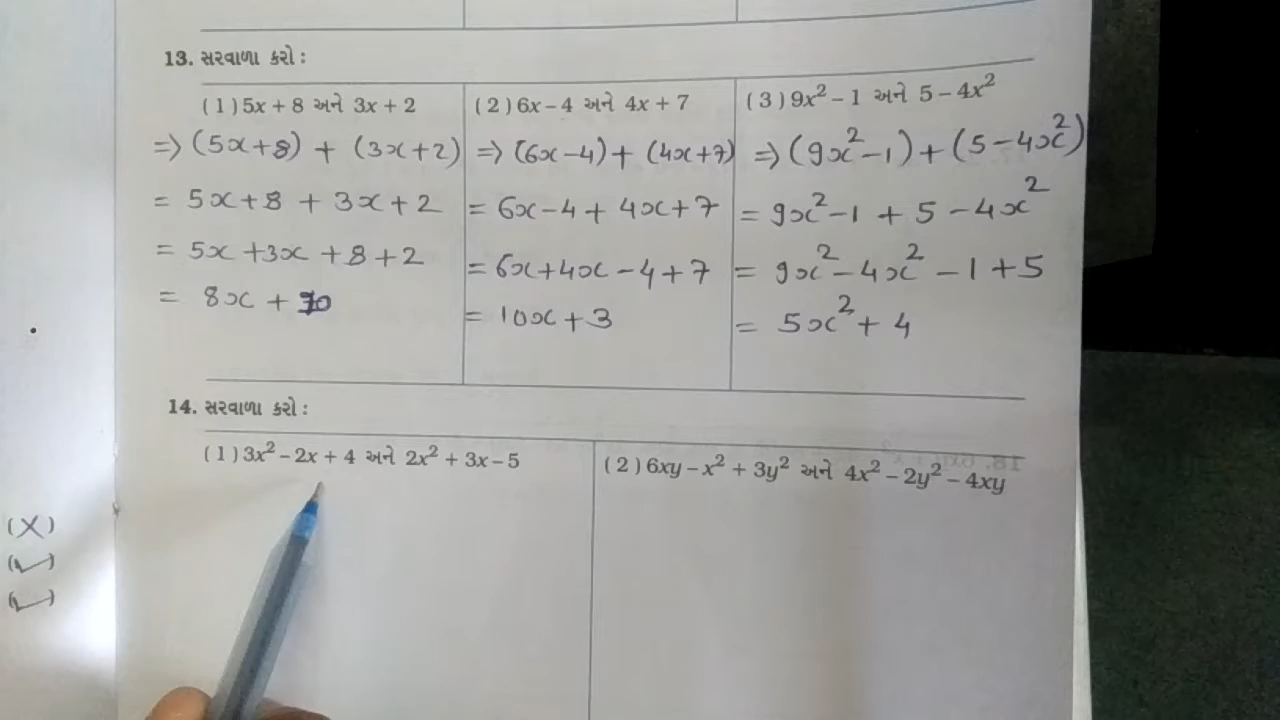 13. સરવાળા કરો :
(1) 5x + 8 અને 3x + 2
⇒ (5x+8) + (3x+2)
= 5x+8 + 3x+2
= 5x +3x +8+2
= 8x + 10
(2) 6x – 4 અને 4x + 7
⇒ (6x–4)+ (4x+7)
= 6x–4+ 4x+7
= 6x+4x –4+7
= 10x+3
(3) 9x² – 1 અને 5 – 4x²
⇒ (9x²–1)+(5–4x²)
= 9x²–1 + 5 –4x²
= 9x²–4x² –1 +5
= 5x²+ 4
14. સરવાળા કરો :
(1) 3x² – 2x + 4 અને 2x² + 3x – 5
(2) 6xy – x² + 3y² અને 4x² – 2y² – 4xy
(X)
(✓)
(✓)